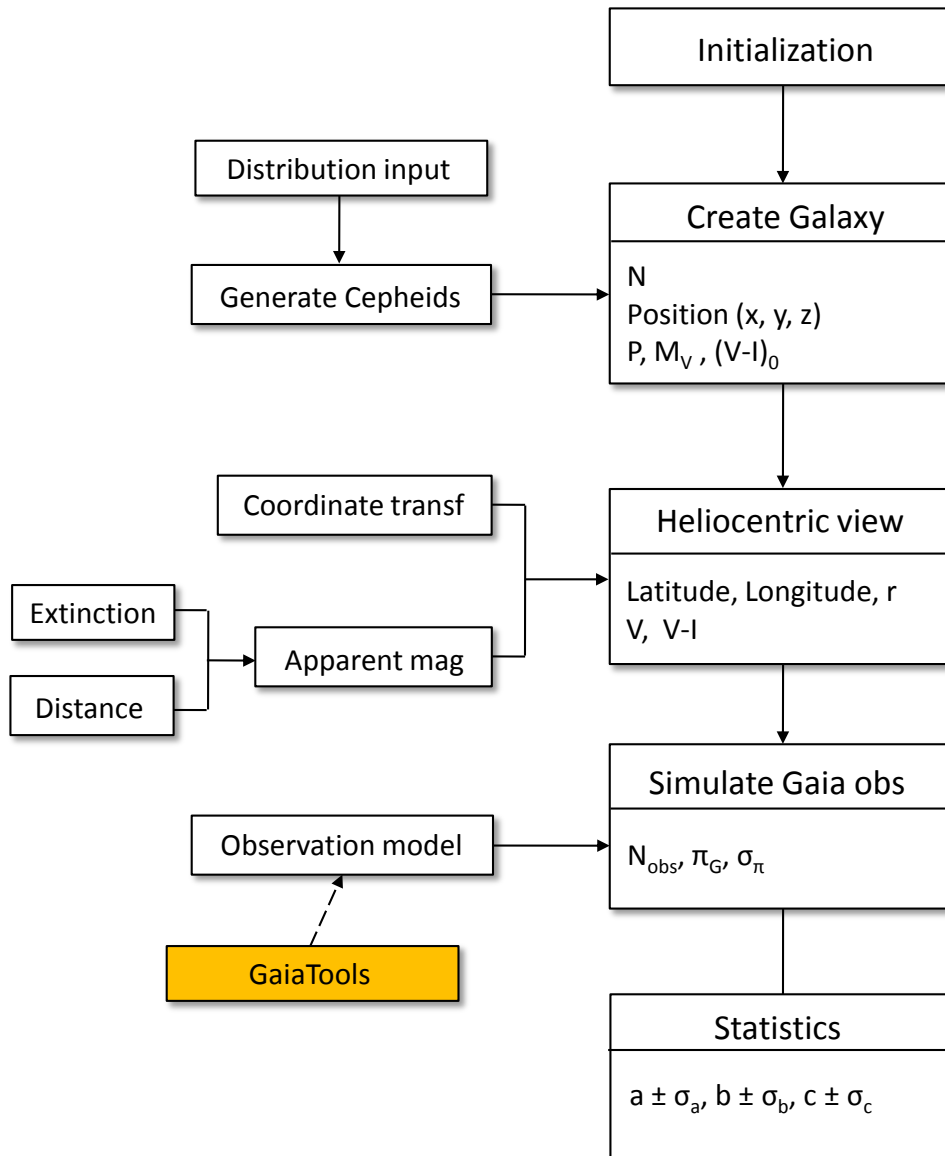 Initialization
Distribution input
Generate Cepheids
Create Galaxy
N
Position (x, y, z)
P, M_V , (V-I)_0
Coordinate transf
Extinction
Distance
Apparent mag
Heliocentric view
Latitude, Longitude, r
V, V-I
Observation model
GaiaTools
Simulate Gaia obs
N_obs, π_G, σ_π
Statistics
a ± σ_a, b ± σ_b, c ± σ_c